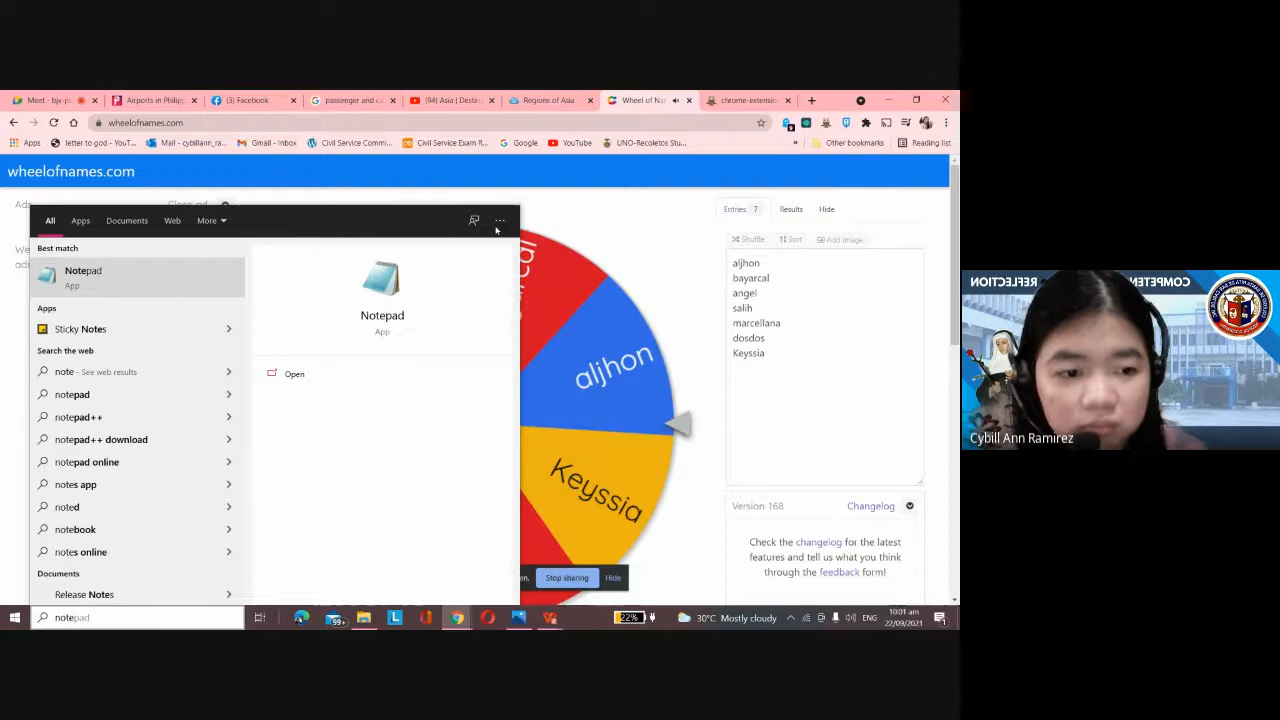 Meet - bjx-p
Airports in Philipp
(3) Facebook
passenger and ca
(94) Asia | Destin
Regions of Asia
Wheel of Nam
chrome-extensio
wheelofnames.com
Apps
letter to god - YouT...
Mail - cybillann_ra...
Gmail - Inbox
Civil Service Commi...
Civil Service Exam R...
Google
YouTube
UNO-Recoletos Stu...
Other bookmarks
Reading list
wheelofnames.com
Entries 7
Results
Hide
Shuffle
Sort
Add image
aljhon
bayarcal
angel
salih
marcellana
dosdos
Keyssia
Version 168
Changelog
Check the changelog for the latest
features and tell us what you think
through the feedback form!
aljhon
Keyssia
All
Apps
Documents
Web
More
Best match
Notepad
App
Apps
Sticky Notes
Search the web
note - See web results
notepad
notepad++
notepad++ download
notepad online
notes app
noted
notebook
notes online
Documents
Release Notes
Notepad
App
Open
Stop sharing
Hide
notepad
99+
22%
30°C Mostly cloudy
ENG
10:01 am
22/09/2021
REFLECTION
Cybill Ann Ramirez